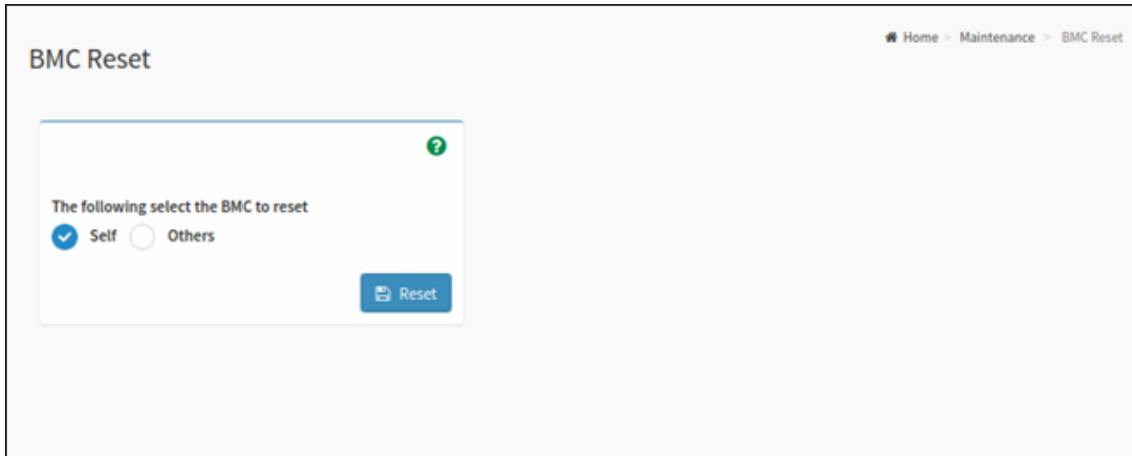 Home > Maintenance > BMC Reset
BMC Reset
The following select the BMC to reset
Self Others
Reset